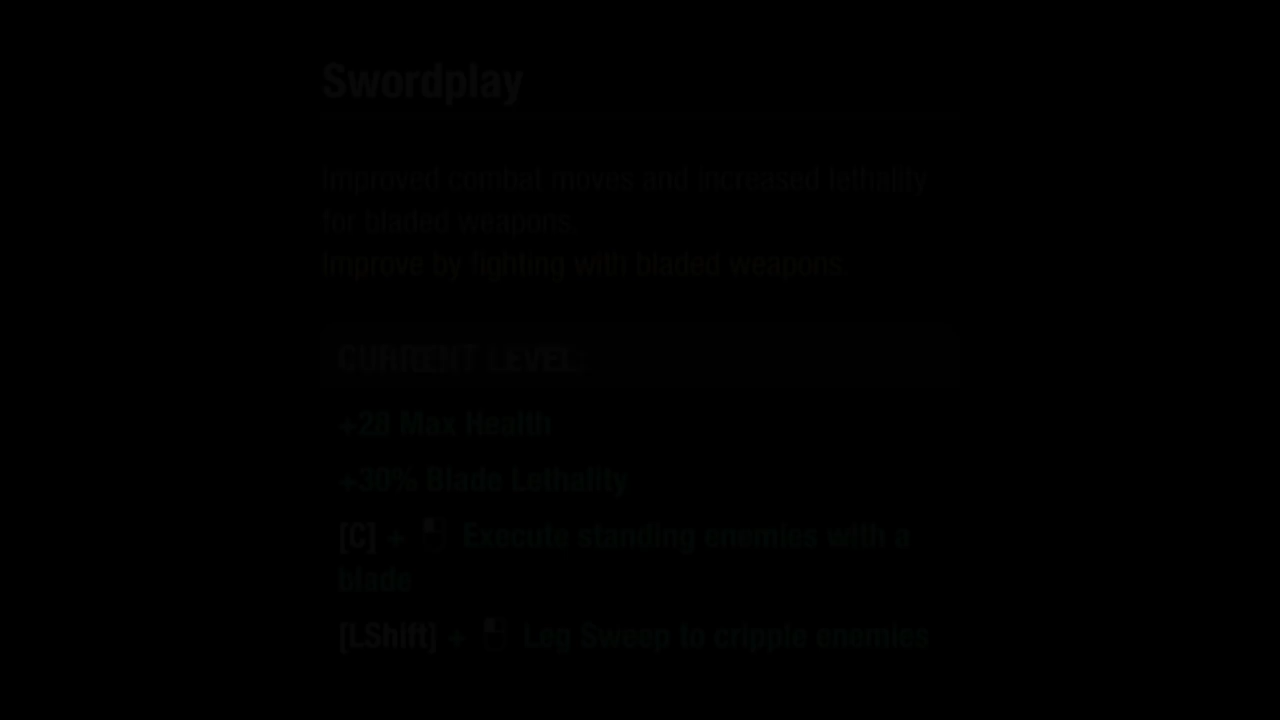 Swordplay
Improved combat moves and increased lethality
for bladed weapons.
Improve by fighting with bladed weapons.
CURRENT LEVEL:
Max Health
+30% Blade Lethality
[C] + Execute standing enemies with a
blade
[LShift] + Leg Sweep to cripple enemies